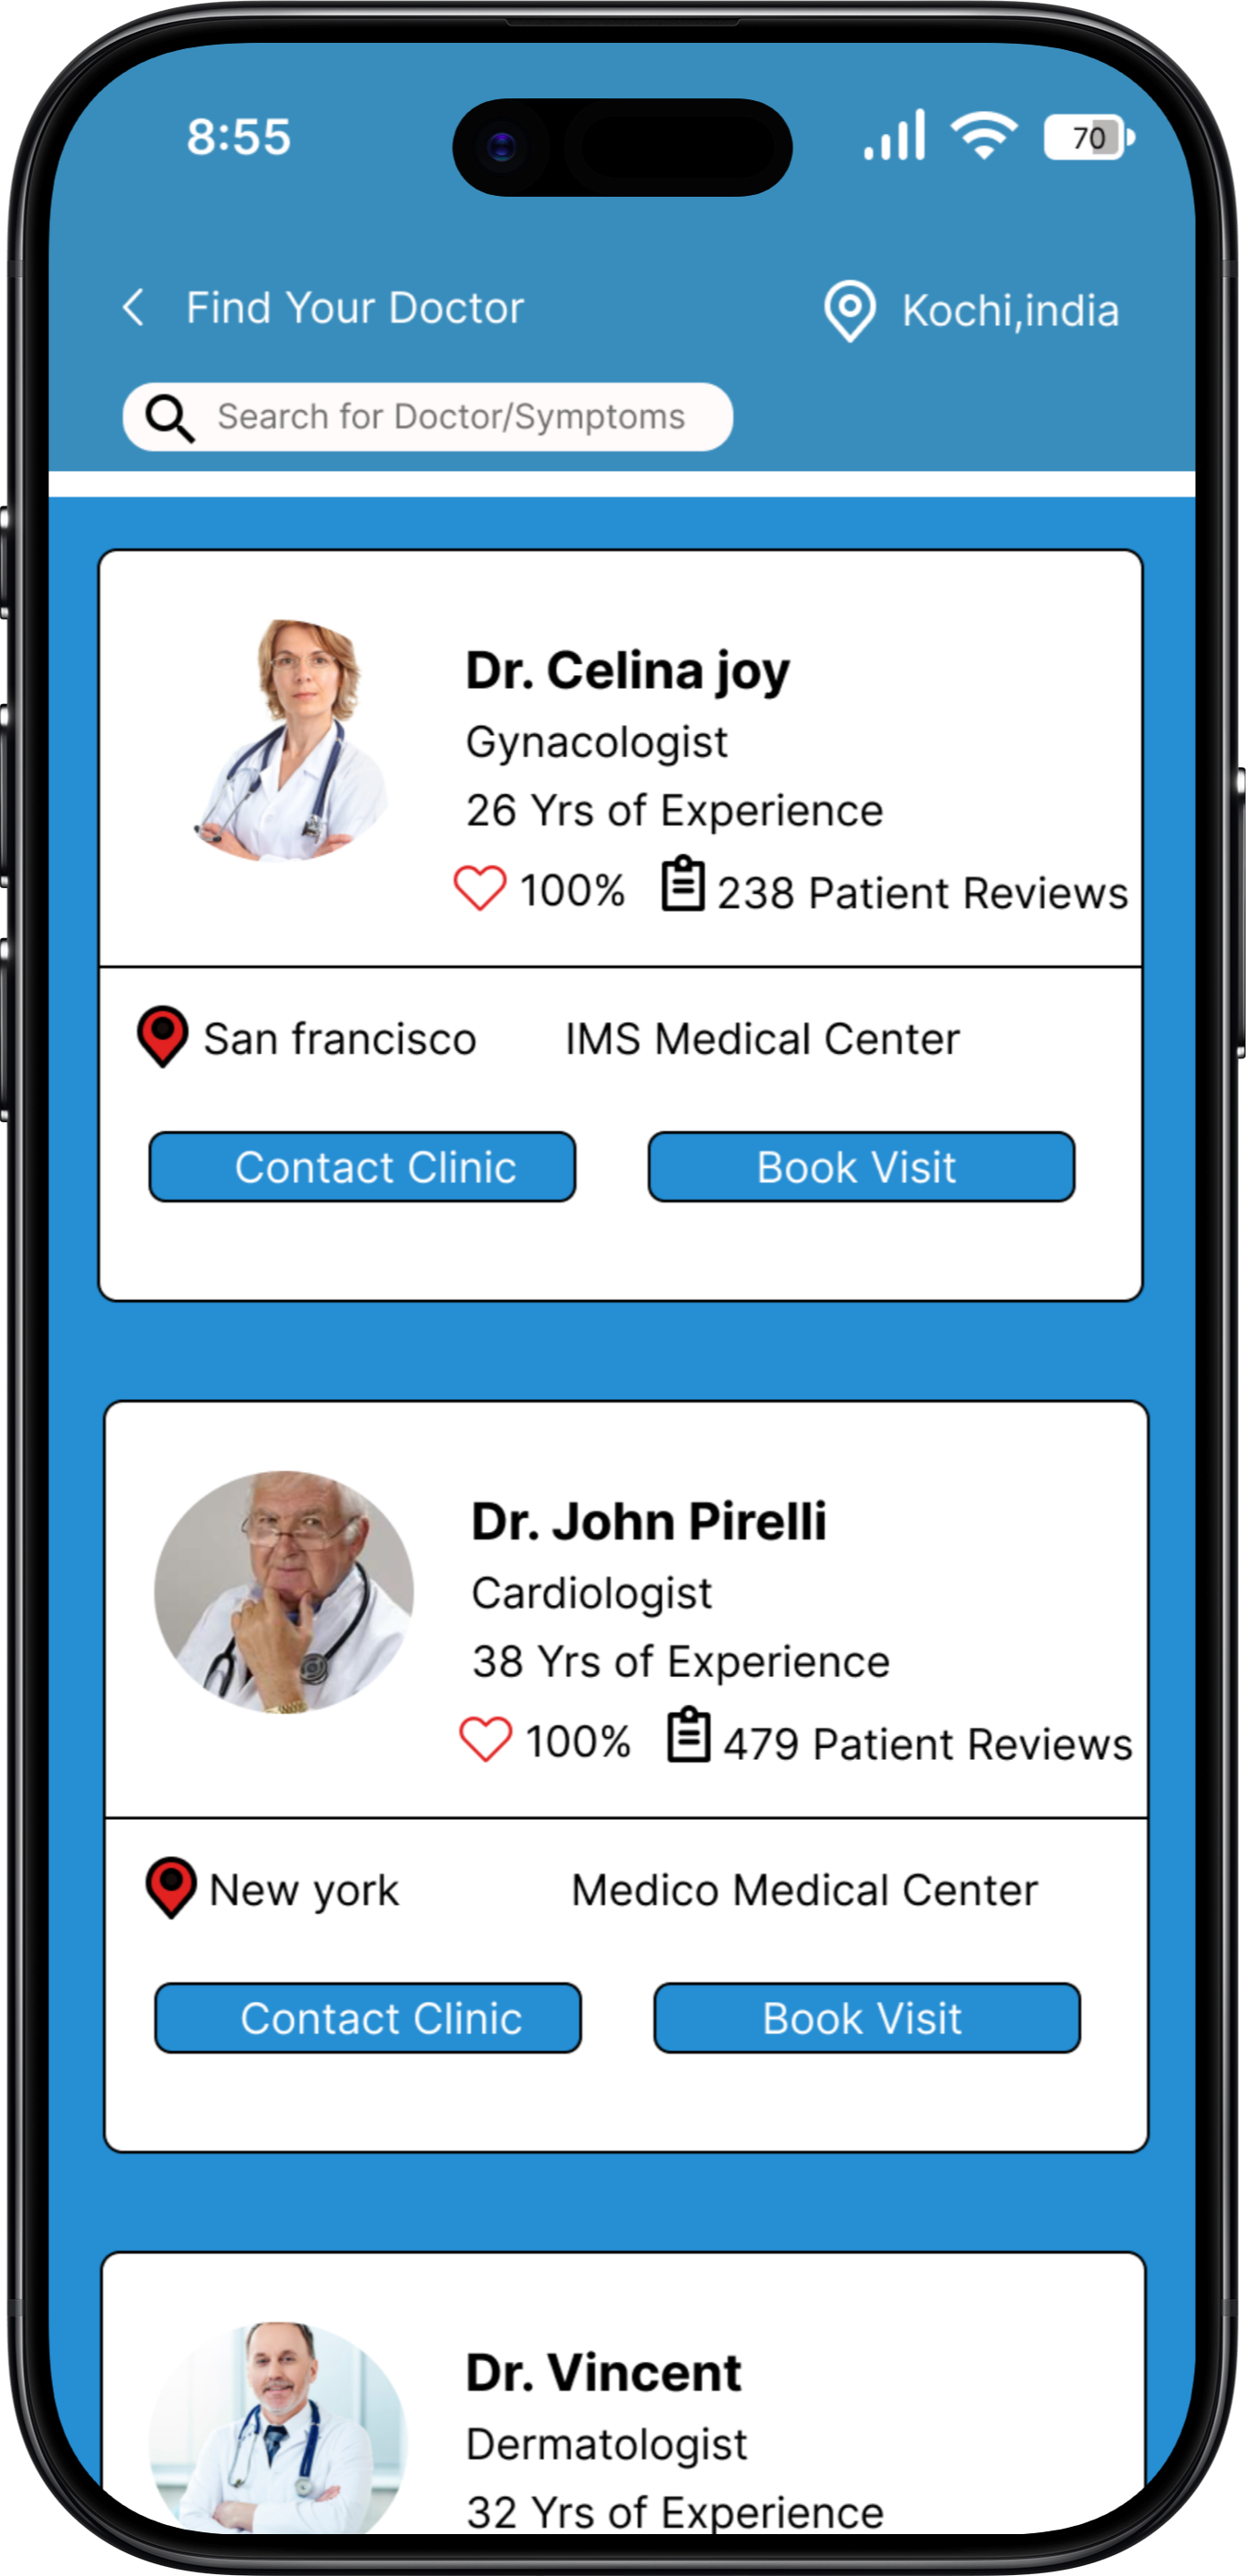 8:55
70
Find Your Doctor
Kochi,india
Search for Doctor/Symptoms
Dr. Celina joy
Gynacologist
26 Yrs of Experience
100% 238 Patient Reviews
San francisco IMS Medical Center
Contact Clinic Book Visit
Dr. John Pirelli
Cardiologist
38 Yrs of Experience
100% 479 Patient Reviews
New york Medico Medical Center
Contact Clinic Book Visit
Dr. Vincent
Dermatologist
32 Yrs of Experience